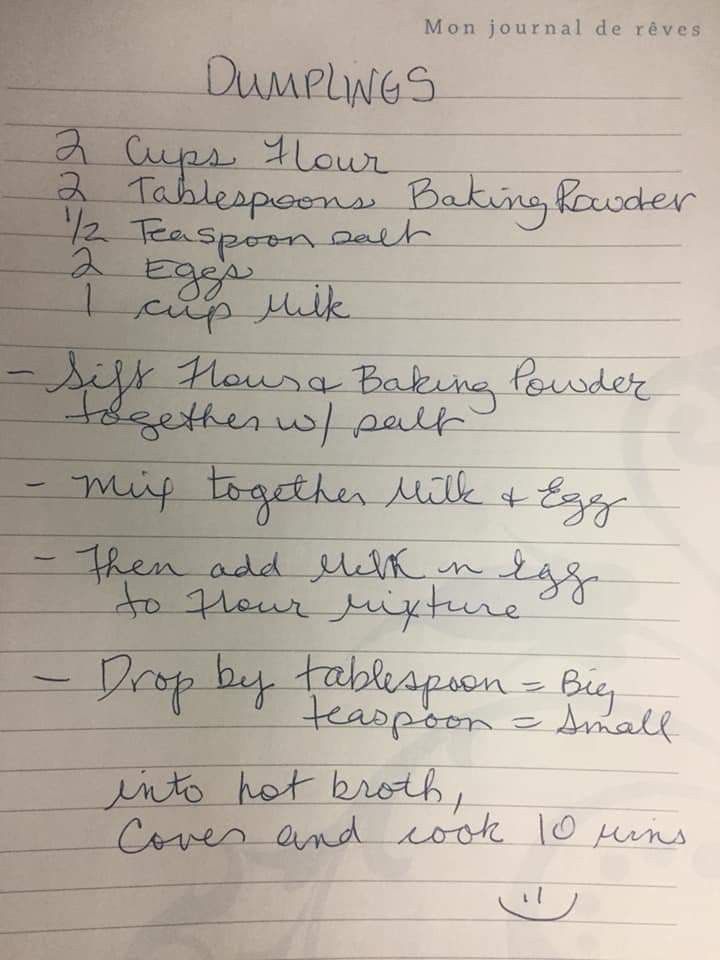 Mon journal de rêves
DUMPLINGS
2 Cups Flour
2 Tablespoons Baking Powder
1/2 Teaspoon salt
2 Eggs
1 cup Milk
- Sift Flour & Baking Powder
together w/ salt
- Mix together Milk & Egg
- Then add Milk n egg
to Flour Mixture
- Drop by tablespoon = Big
teaspoon = Small
into hot broth,
Cover and cook 10 mins